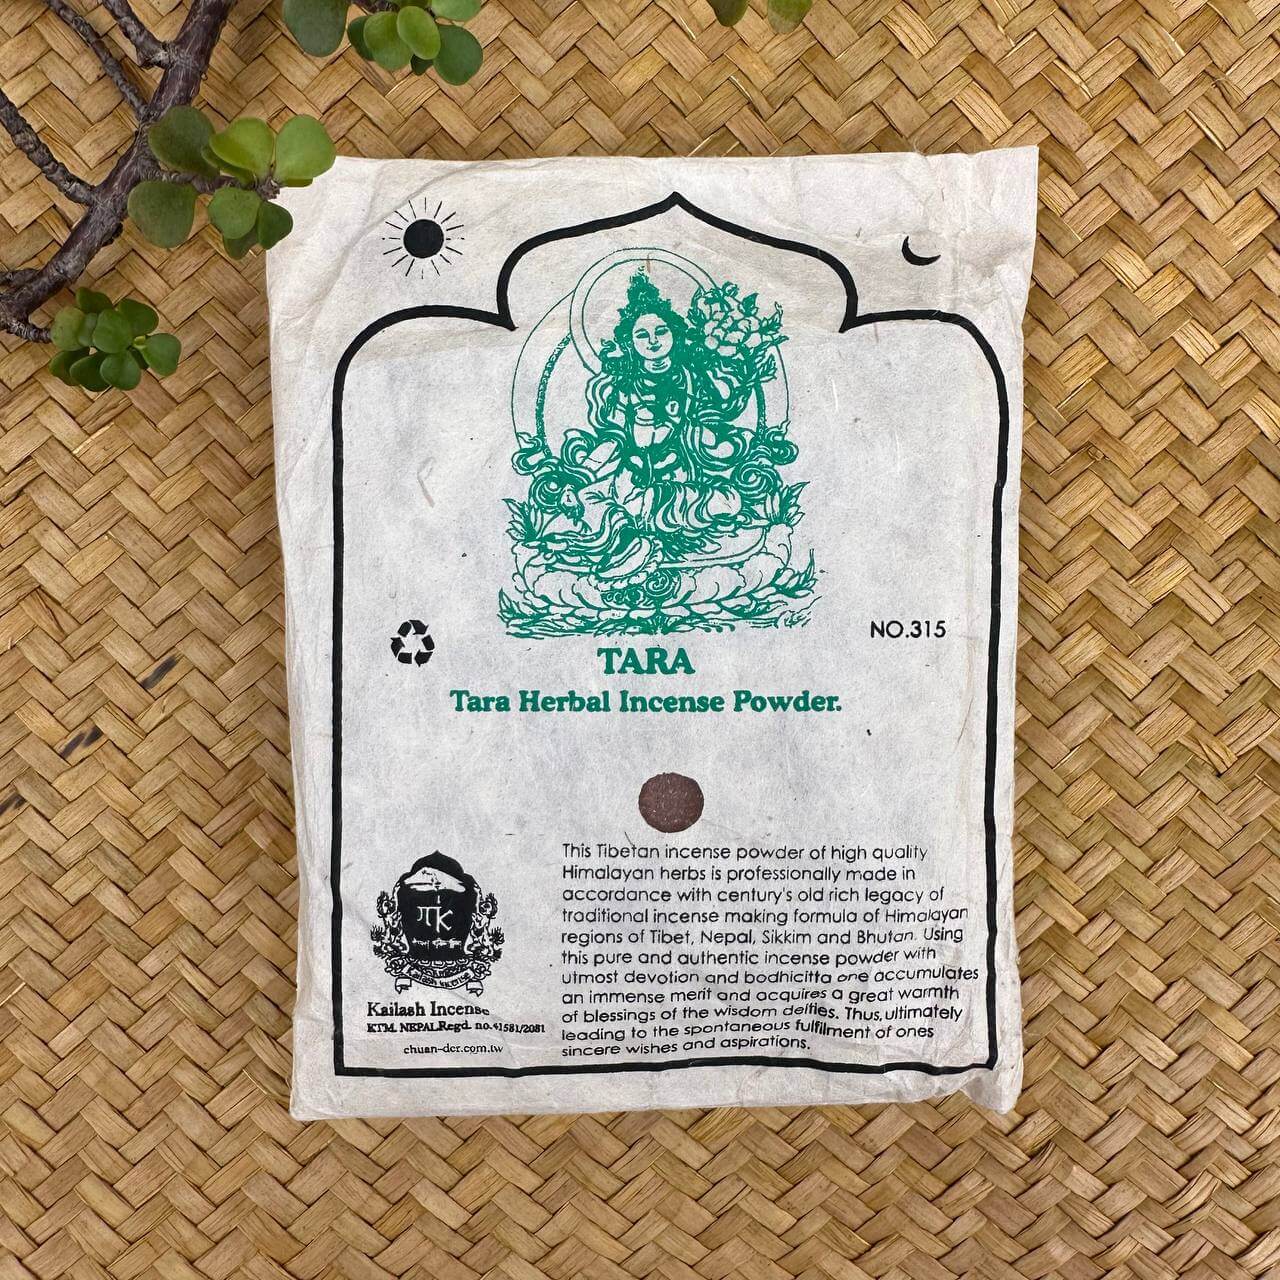 NO.315
TARA
Tara Herbal Incense Powder.
This Tibetan incense powder of high quality
Himalayan herbs is professionally made in
accordance with century's old rich legacy of
traditional incense making formula of Himalayan
regions of Tibet, Nepal, Sikkim and Bhutan. Using
this pure and authentic incense powder with
utmost devotion and bodhicitta one accumulates
an immense merit and acquires a great warmth
of blessings of the wisdom deities. Thus, ultimately
leading to the spontaneous fulfilment of ones
sincere wishes and aspirations.
Kailash Incense
KTM. NEPAL.Regd. no.41581/2081
chuan-der.com.tw